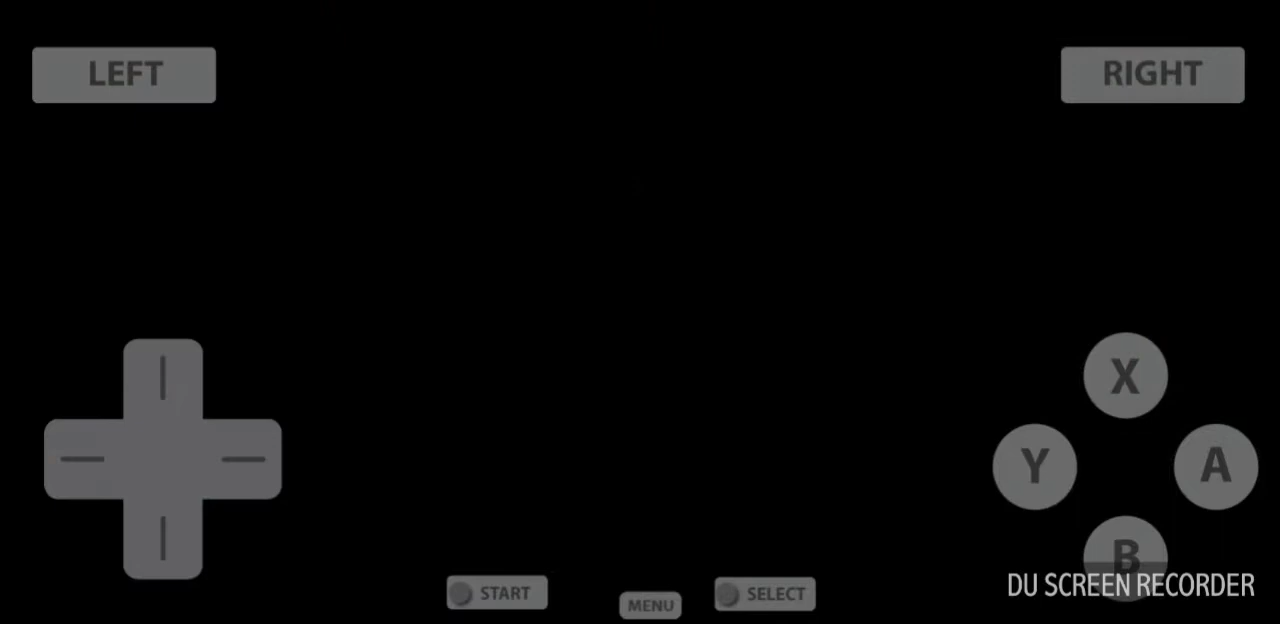 LEFT
RIGHT
X
Y
A
B
START
MENU
SELECT
DU SCREEN RECORDER